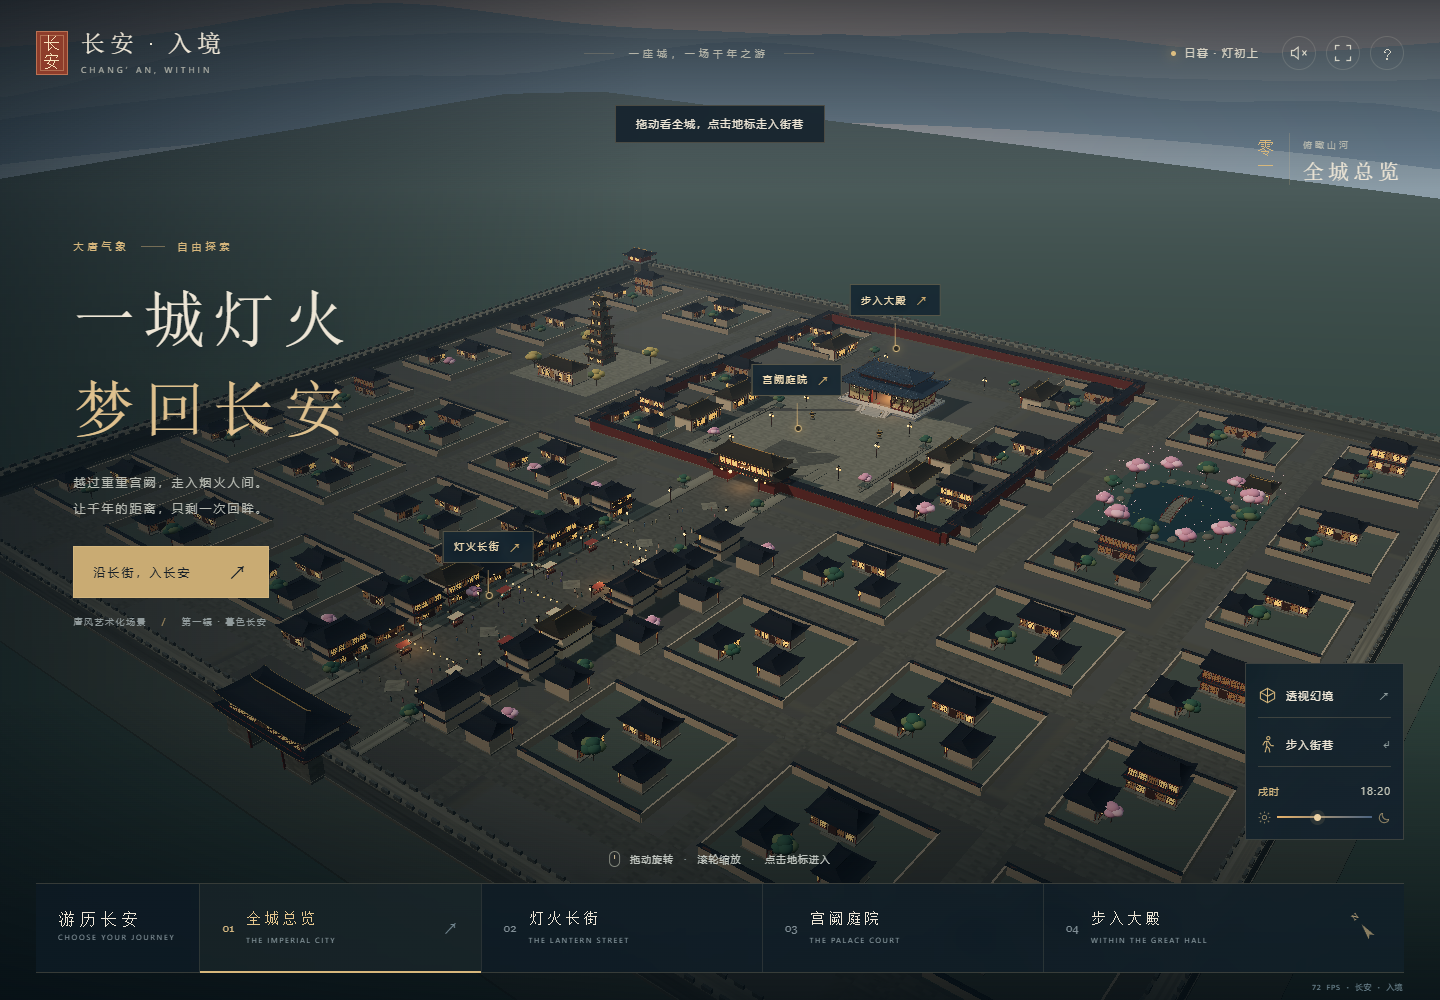 长安
长安 · 入境
CHANG' AN, WITHIN
一座城，一场千年之游
日暮 · 灯初上
?
拖动看全城，点击地标走入街巷
零
俯瞰山河
全城总览
大唐气象 自由探索
一城灯火
梦回长安
越过重重宫阙，走入烟火人间。
让千年的距离，只剩一次回眸。
沿长街，入长安
唐风艺术化场景 / 第一幅 · 暮色长安
步入大殿
宫阙庭院
灯火长街
透视幻境
步入街巷
戌时 18:20
拖动旋转 · 滚轮缩放 · 点击地标进入
游历长安
CHOOSE YOUR JOURNEY
01 全城总览
THE IMPERIAL CITY
02 灯火长街
THE LANTERN STREET
03 宫阙庭院
THE PALACE COURT
04 步入大殿
WITHIN THE GREAT HALL
72 FPS · 长安 · 入境